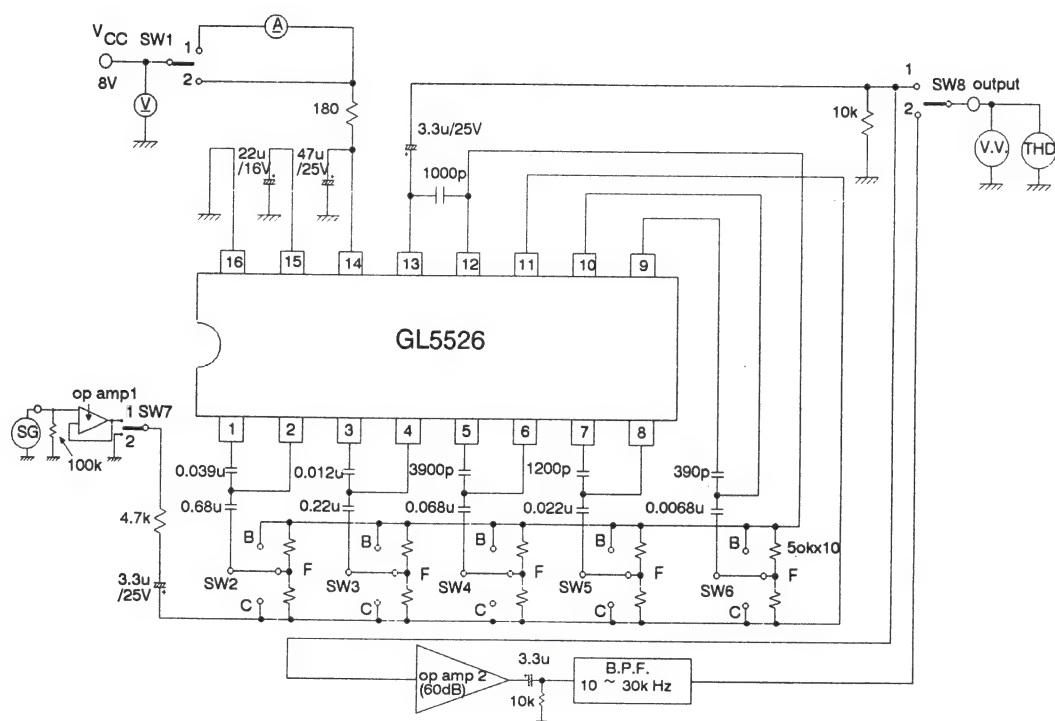 VCC SW1
8V
1
2
A
V
180
22u
/16V
47u
/25V
3.3u/25V
1000p
10k
1
2
SW8 output
V.V.
THD
16 15 14 13 12 11 10 9
GL5526
1 2 3 4 5 6 7 8
op amp1
SG
100k
1 SW7
2
4.7k
3.3u
/25V
0.039u
0.012u
3900p
1200p
390p
0.68u
0.22u
0.068u
0.022u
0.0068u
B B B B B
5okx10
SW2 F SW3 F SW4 F SW5 F SW6 F
C C C C C
op amp 2
(60dB)
3.3u
10k
B.P.F.
10 ~ 30k Hz